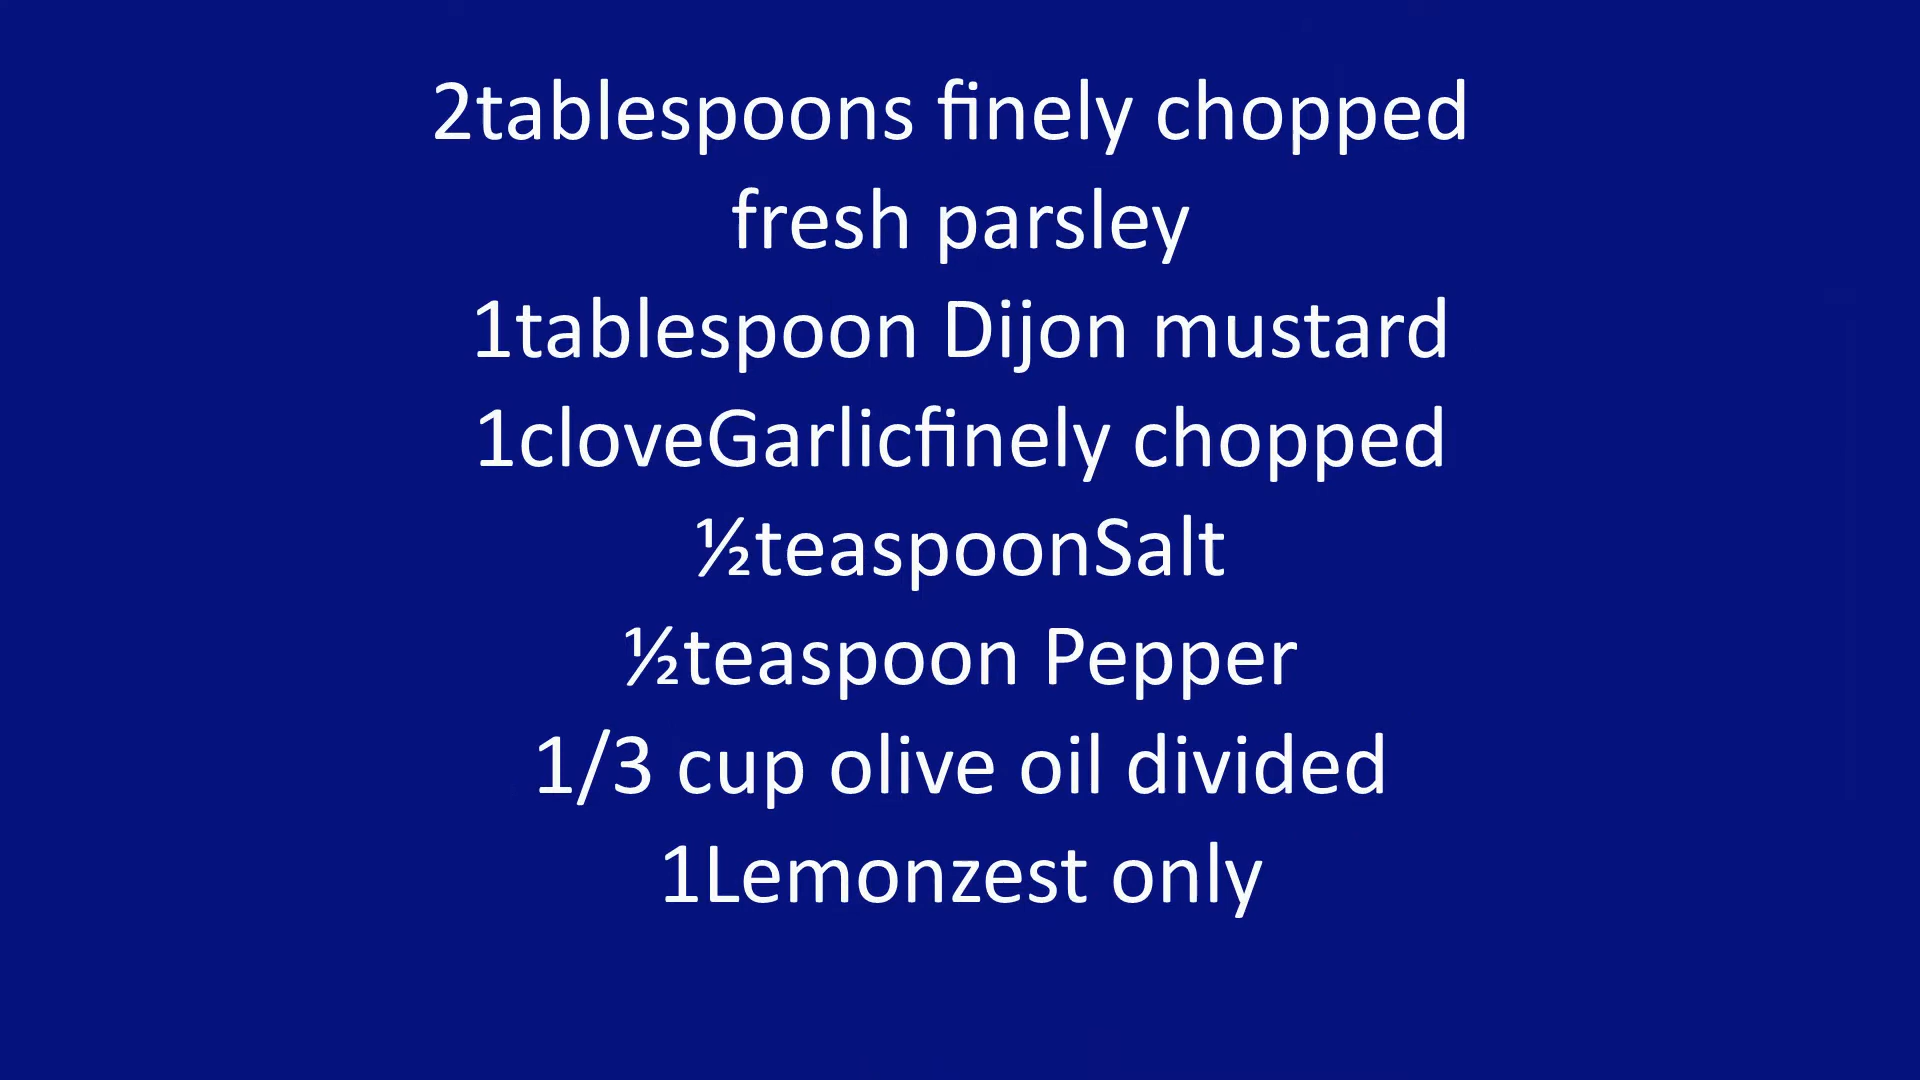 2tablespoons finely chopped
fresh parsley
1tablespoon Dijon mustard
1cloveGarlicfinely chopped
½teaspoonSalt
½teaspoon Pepper
1/3 cup olive oil divided
1Lemonzest only